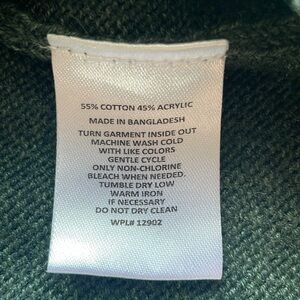 55% COTTON 45% ACRYLIC
MADE IN BANGLADESH
TURN GARMENT INSIDE OUT
MACHINE WASH COLD
WITH LIKE COLORS
GENTLE CYCLE
ONLY NON-CHLORINE
BLEACH WHEN NEEDED.
TUMBLE DRY LOW
WARM IRON
IF NECESSARY
DO NOT DRY CLEAN
WPL# 12902